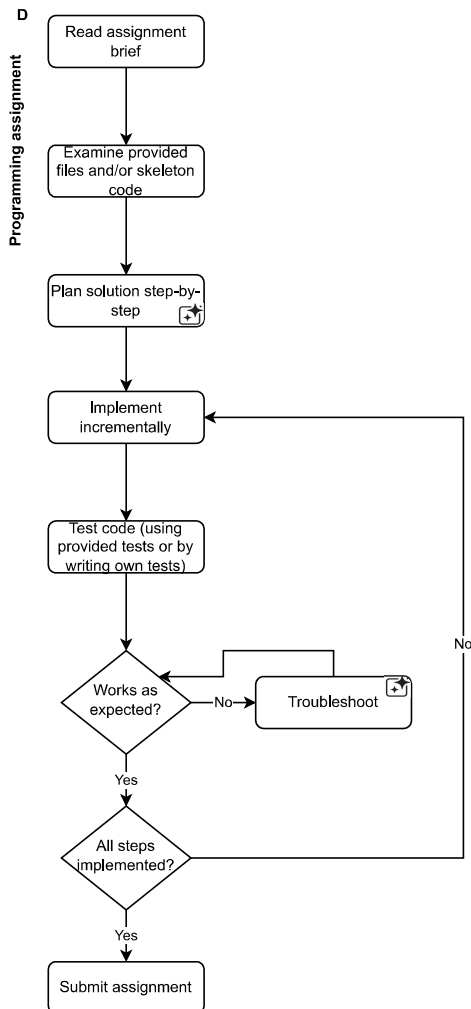 D
Programming assignment
Read assignment
brief
Examine provided
files and/or skeleton
code
Plan solution step-by-
step
Implement
incrementally
Test code (using
provided tests or by
writing own tests)
Works as
expected?
No
Troubleshoot
No
Yes
All steps
implemented?
Yes
Submit assignment